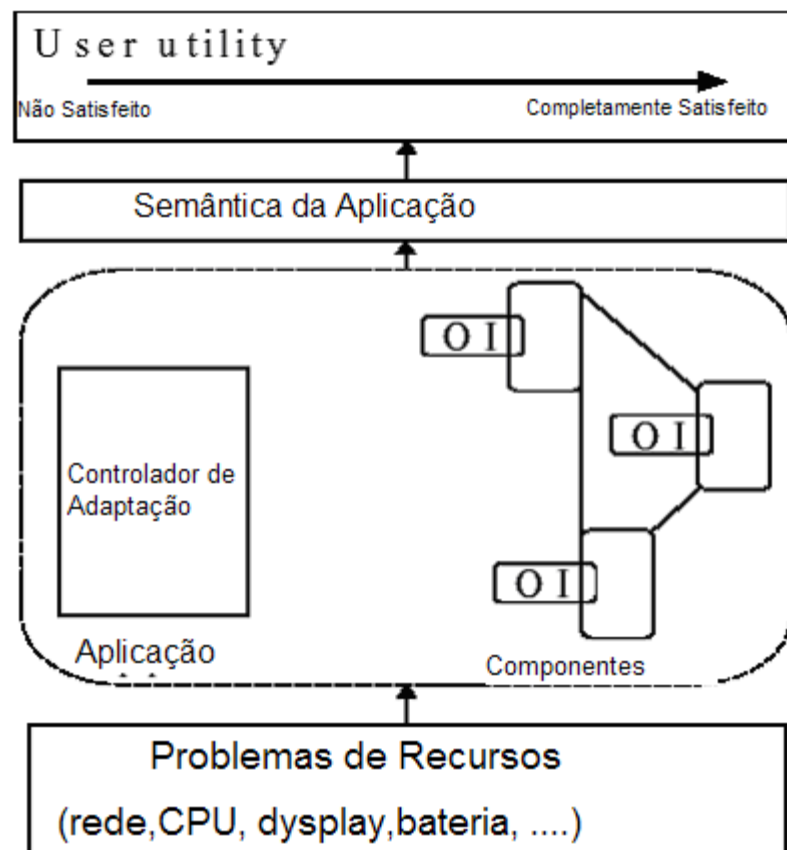 User utility
Não Satisfeito
Completamente Satisfeito
Semântica da Aplicação
O I
O I
Controlador de
Adaptação
O I
Aplicação
Componentes
Problemas de Recursos
(rede,CPU, dysplay,bateria, ....)